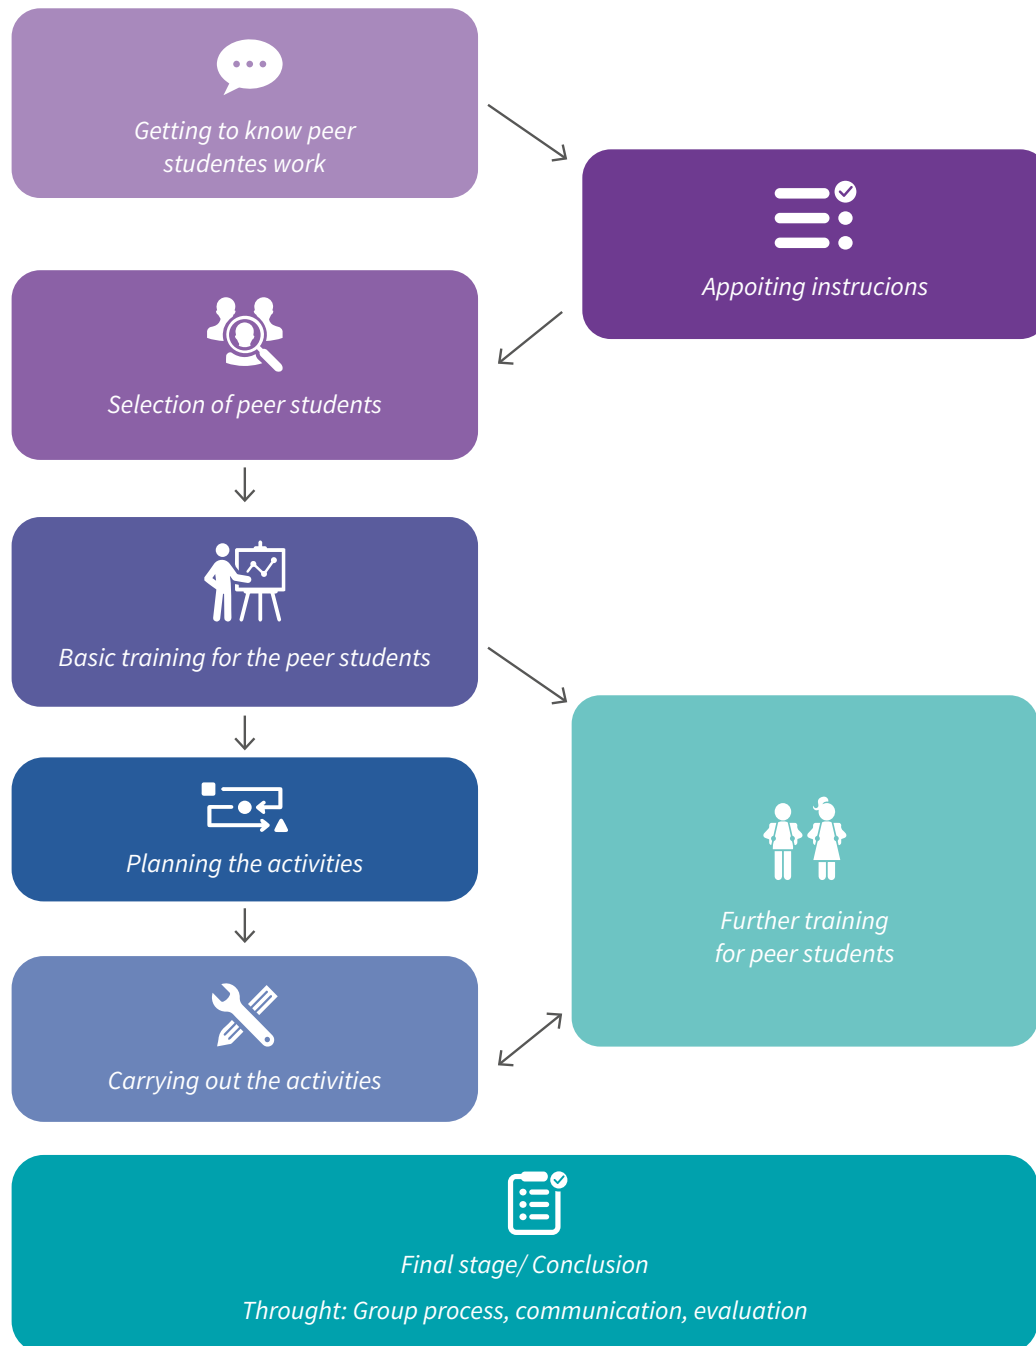 Getting to know peer
studentes work
Appoiting instrucions
Selection of peer students
Basic training for the peer students
Planning the activities
Further training
for peer students
Carrying out the activities
Final stage/ Conclusion
Throught: Group process, communication, evaluation